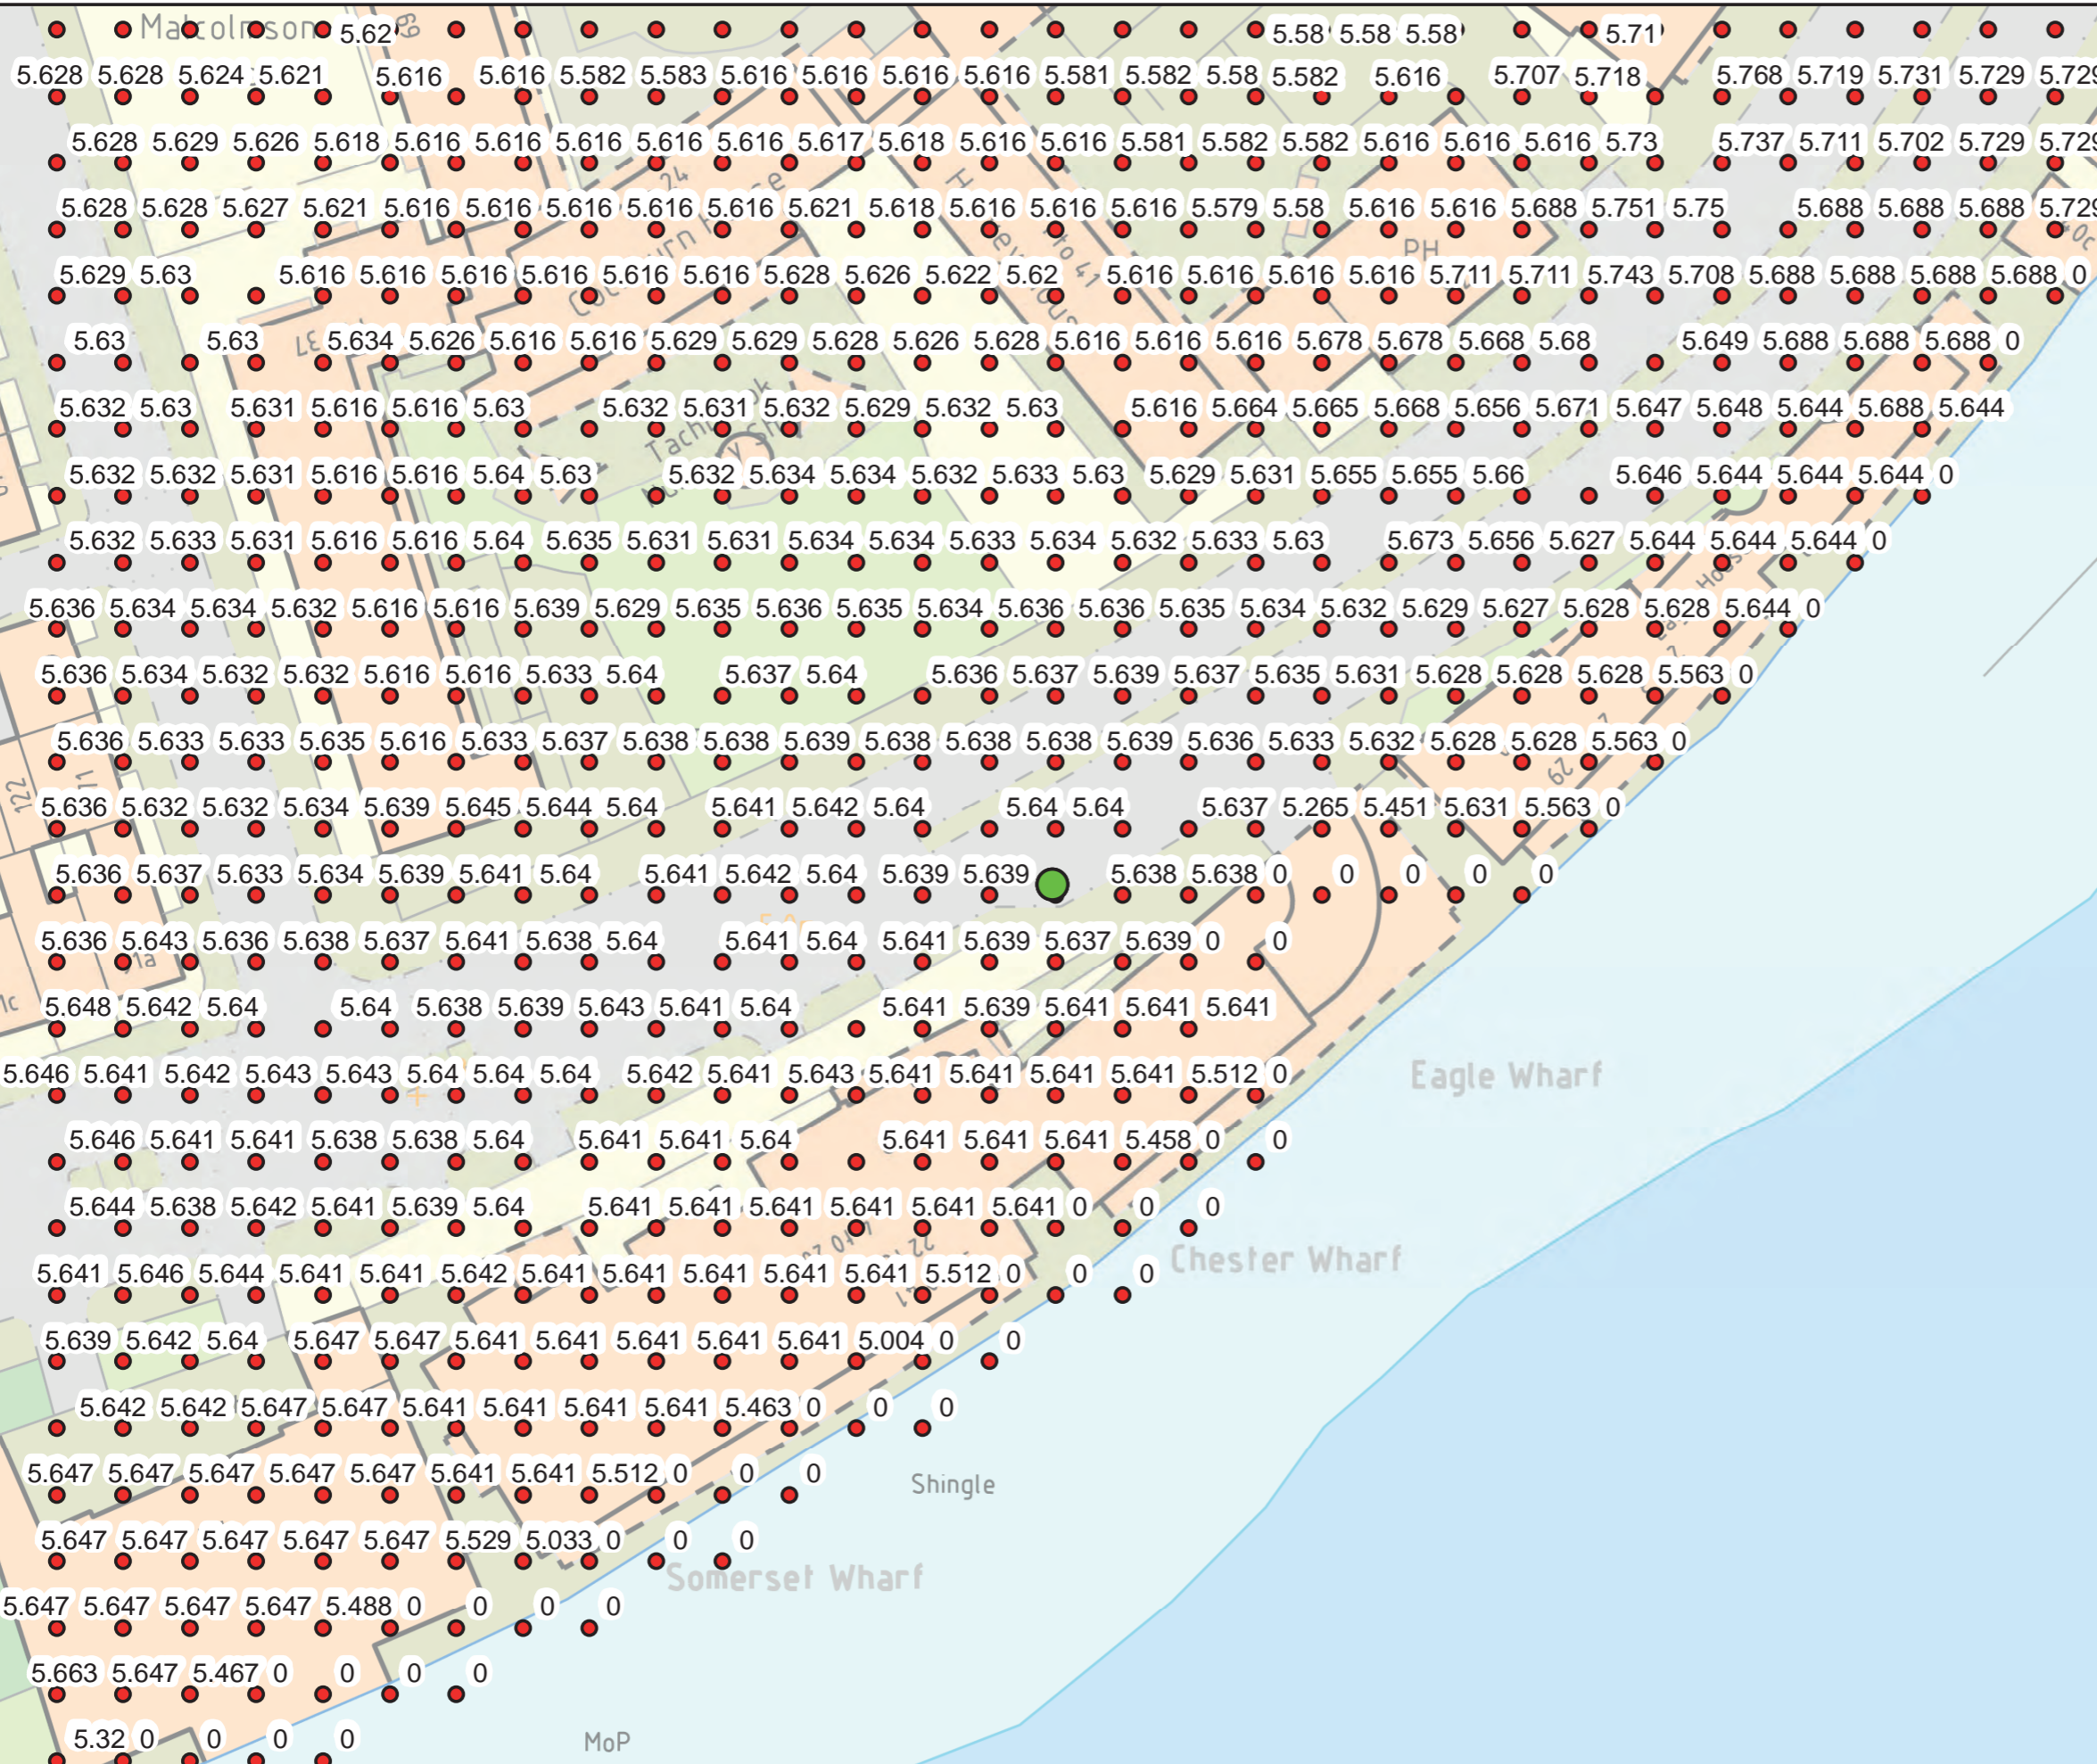 Malcolmson 5.62 69 5.58 5.58 5.58 5.71
5.628 5.628 5.624 5.621 5.616 5.616 5.582 5.583 5.616 5.616 5.616 5.616 5.581 5.582 5.58 5.582 5.616 5.707 5.718 5.768 5.719 5.731 5.729 5.729
5.628 5.629 5.626 5.618 5.616 5.616 5.616 5.616 5.616 5.617 5.618 5.616 5.616 5.581 5.582 5.582 5.616 5.616 5.616 5.73 5.737 5.711 5.702 5.729 5.729
24
5.628 5.628 5.627 5.621 5.616 5.616 5.616 5.616 5.616 5.621 5.618 5.616 5.616 5.616 5.579 5.58 5.616 5.616 5.688 5.751 5.75 5.688 5.688 5.688 5.729
PH
to 41
5.629 5.63 5.616 5.616 5.616 5.616 5.616 5.616 5.628 5.626 5.622 5.62 5.616 5.616 5.616 5.616 5.711 5.711 5.743 5.708 5.688 5.688 5.688 5.688 0
37
5.63 5.63 5.634 5.626 5.616 5.616 5.629 5.629 5.628 5.626 5.628 5.616 5.616 5.616 5.678 5.678 5.668 5.68 5.649 5.688 5.688 5.688 0
5.632 5.63 5.631 5.616 5.616 5.63 5.632 5.631 5.632 5.629 5.632 5.63 5.616 5.664 5.665 5.668 5.656 5.671 5.647 5.648 5.644 5.688 5.644
5.632 5.632 5.631 5.616 5.616 5.64 5.63 5.632 5.634 5.634 5.632 5.633 5.63 5.629 5.631 5.655 5.655 5.66 5.646 5.644 5.644 5.644 0
5.632 5.633 5.631 5.616 5.616 5.64 5.635 5.631 5.631 5.634 5.634 5.633 5.634 5.632 5.633 5.63 5.673 5.656 5.627 5.644 5.644 5.644 0
5.636 5.634 5.634 5.632 5.616 5.616 5.639 5.629 5.635 5.636 5.635 5.634 5.636 5.636 5.635 5.634 5.632 5.629 5.627 5.628 5.628 5.644 0
5.636 5.634 5.632 5.632 5.616 5.616 5.633 5.64 5.637 5.64 5.636 5.637 5.639 5.637 5.635 5.631 5.628 5.628 5.628 5.563 0
5.636 5.633 5.633 5.635 5.616 5.633 5.637 5.638 5.638 5.639 5.638 5.638 5.638 5.639 5.636 5.633 5.632 5.628 5.628 5.563 0
122 29
5.636 5.632 5.632 5.634 5.639 5.645 5.644 5.64 5.641 5.642 5.64 5.64 5.64 5.637 5.265 5.451 5.631 5.563 0
5.636 5.637 5.633 5.634 5.639 5.641 5.64 5.641 5.642 5.64 5.639 5.639 5.638 5.638 0 0 0 0 0
5.636 5.643 5.636 5.638 5.637 5.641 5.638 5.64 5.641 5.64 5.641 5.639 5.637 5.639 0 0
5.648 5.642 5.64 5.64 5.638 5.639 5.643 5.641 5.64 5.641 5.639 5.641 5.641 5.641
5.646 5.641 5.642 5.643 5.643 5.64 5.64 5.64 5.642 5.641 5.643 5.641 5.641 5.641 5.641 5.512 0
Eagle Wharf
5.646 5.641 5.641 5.638 5.638 5.64 5.641 5.641 5.64 5.641 5.641 5.641 5.458 0 0
5.644 5.638 5.642 5.641 5.639 5.64 5.641 5.641 5.641 5.641 5.641 5.641 0 0 0
Chester Wharf
5.641 5.646 5.644 5.641 5.641 5.642 5.641 5.641 5.641 5.641 5.641 5.512 0 0 0
5.639 5.642 5.64 5.647 5.647 5.641 5.641 5.641 5.641 5.641 5.004 0 0
5.642 5.642 5.647 5.647 5.641 5.641 5.641 5.641 5.463 0 0 0
5.647 5.647 5.647 5.647 5.647 5.641 5.641 5.512 0 0 0
Shingle
5.647 5.647 5.647 5.647 5.647 5.529 5.033 0 0 0
Somerset Wharf
5.647 5.647 5.647 5.647 5.488 0 0 0 0
5.663 5.647 5.467 0 0 0 0
5.32 0 0 0 0
MoP